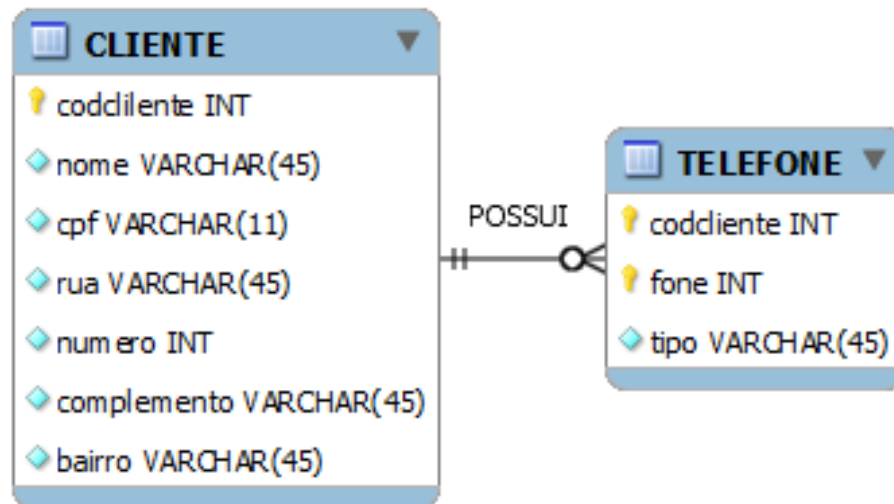 CLIENTE
codclilente INT
nome VARCHAR(45)
cpf VARCHAR(11)
rua VARCHAR(45)
numero INT
complemento VARCHAR(45)
bairro VARCHAR(45)
POSSUI
TELEFONE
codcliente INT
fone INT
tipo VARCHAR(45)